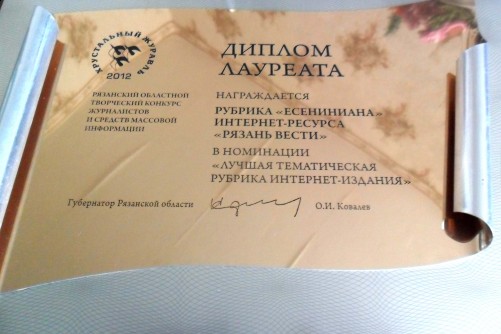 ХРУСТАЛЬНЫЙ ЖУРАВЛЬ
2012
РЯЗАНСКИЙ ОБЛАСТНОЙ
ТВОРЧЕСКИЙ КОНКУРС
ЖУРНАЛИСТОВ
И СРЕДСТВ МАССОВОЙ
ИНФОРМАЦИИ
ДИПЛОМ
ЛАУРЕАТА
НАГРАЖДАЕТСЯ
РУБРИКА «ЕСЕНИНИАНА»
ИНТЕРНЕТ-РЕСУРСА
«РЯЗАНЬ ВЕСТИ»
В НОМИНАЦИИ
«ЛУЧШАЯ ТЕМАТИЧЕСКАЯ
РУБРИКА ИНТЕРНЕТ-ИЗДАНИЯ»
Губернатор Рязанской области О.И. Ковалев